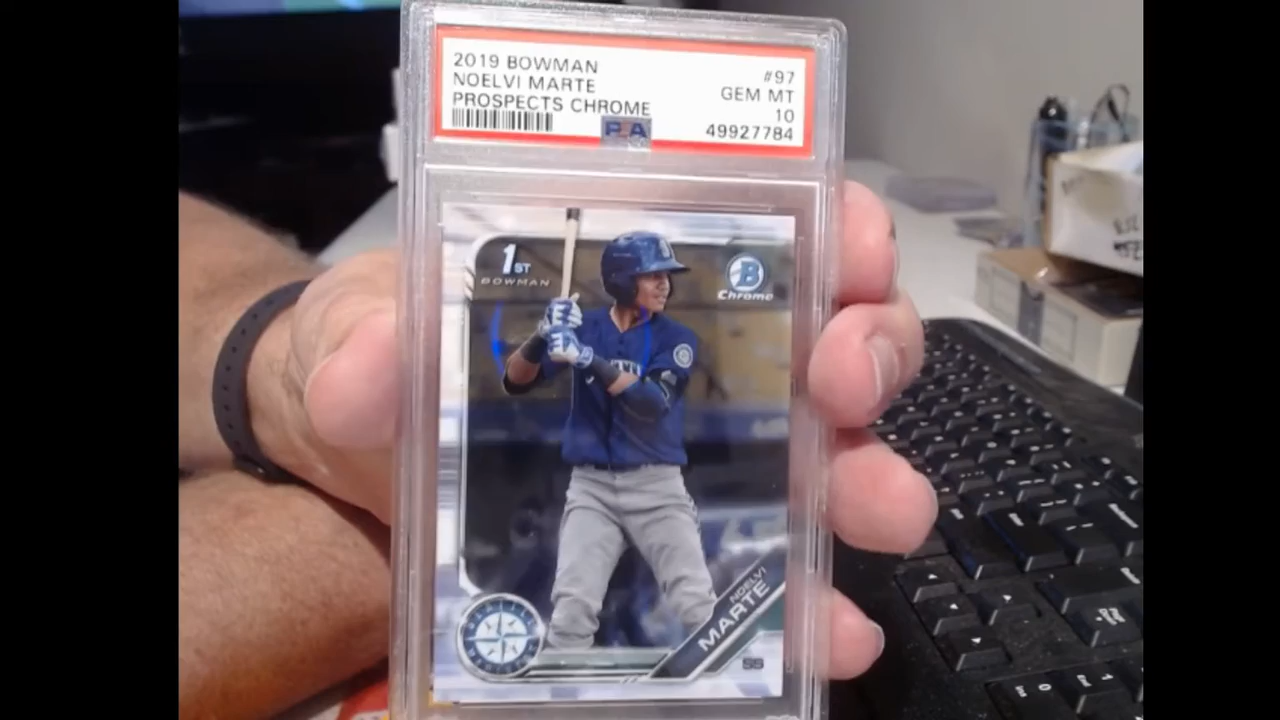 2019 BOWMAN
NOELVI MARTE
PROSPECTS CHROME
#97
GEM MT
10
49927784
PSA
1ST
BOWMAN
B
Chrome
NOELVI
MARTE
SS